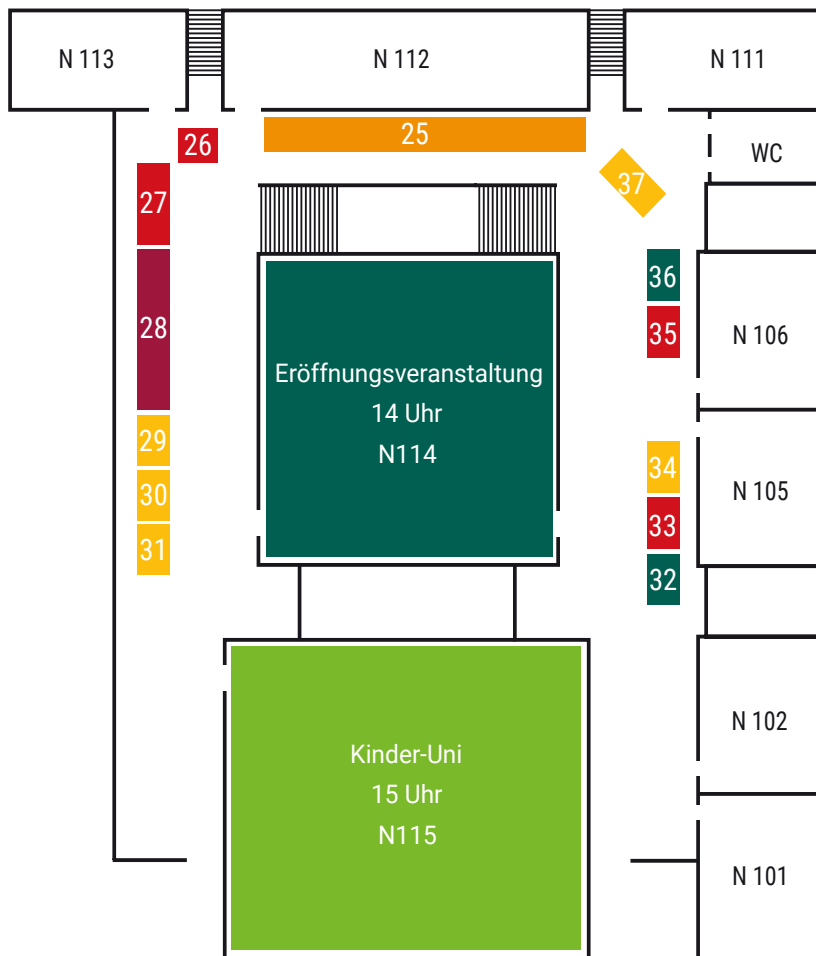 N 113
N 112
N 111
25
26
WC
37
27
36
28
35
N 106
Eröffnungsveranstaltung
14 Uhr
N114
29
34
N 105
30
33
31
32
N 102
Kinder-Uni
15 Uhr
N115
N 101